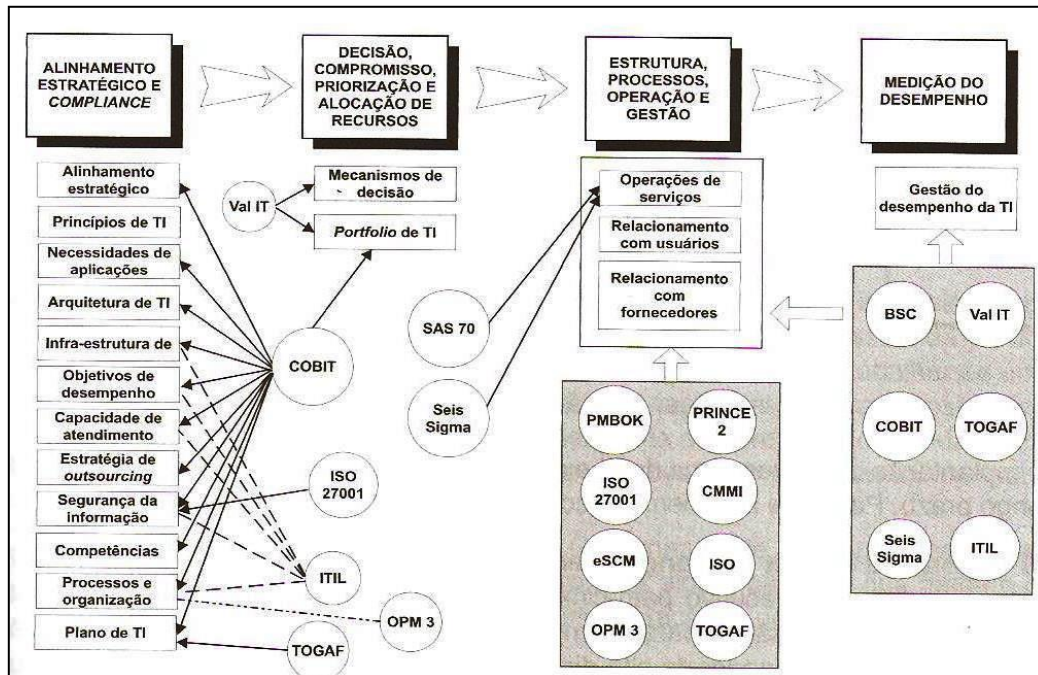 ALINHAMENTO
ESTRATÉGICO E
COMPLIANCE
DECISÃO,
COMPROMISSO,
PRIORIZAÇÃO E
ALOCAÇÃO DE
RECURSOS
ESTRUTURA,
PROCESSOS,
OPERAÇÃO E
GESTÃO
MEDIÇÃO DO
DESEMPENHO
Alinhamento
estratégico
Princípios de TI
Necessidades de
aplicações
Arquitetura de TI
Infra-estrutura de
Objetivos de
desempenho
Capacidade de
atendimento
Estratégia de
outsourcing
Segurança da
informação
Competências
Processos e
organização
Plano de TI
Val IT
Mecanismos de
decisão
Portfolio de TI
COBIT
ISO
27001
ITIL
OPM 3
TOGAF
SAS 70
Seis
Sigma
Operações de
serviços
Relacionamento
com usuários
Relacionamento
com
fornecedores
PMBOK
PRINCE
2
ISO
27001
CMMI
eSCM
ISO
OPM 3
TOGAF
Gestão do
desempenho da TI
BSC
Val IT
COBIT
TOGAF
Seis
Sigma
ITIL